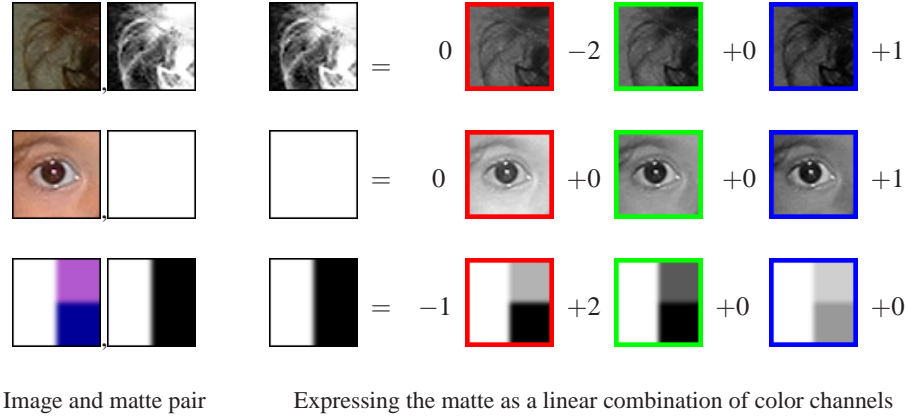 , = 0 −2 +0 +1
, = 0 +0 +0 +1
, = −1 +2 +0 +0
Image and matte pair Expressing the matte as a linear combination of color channels